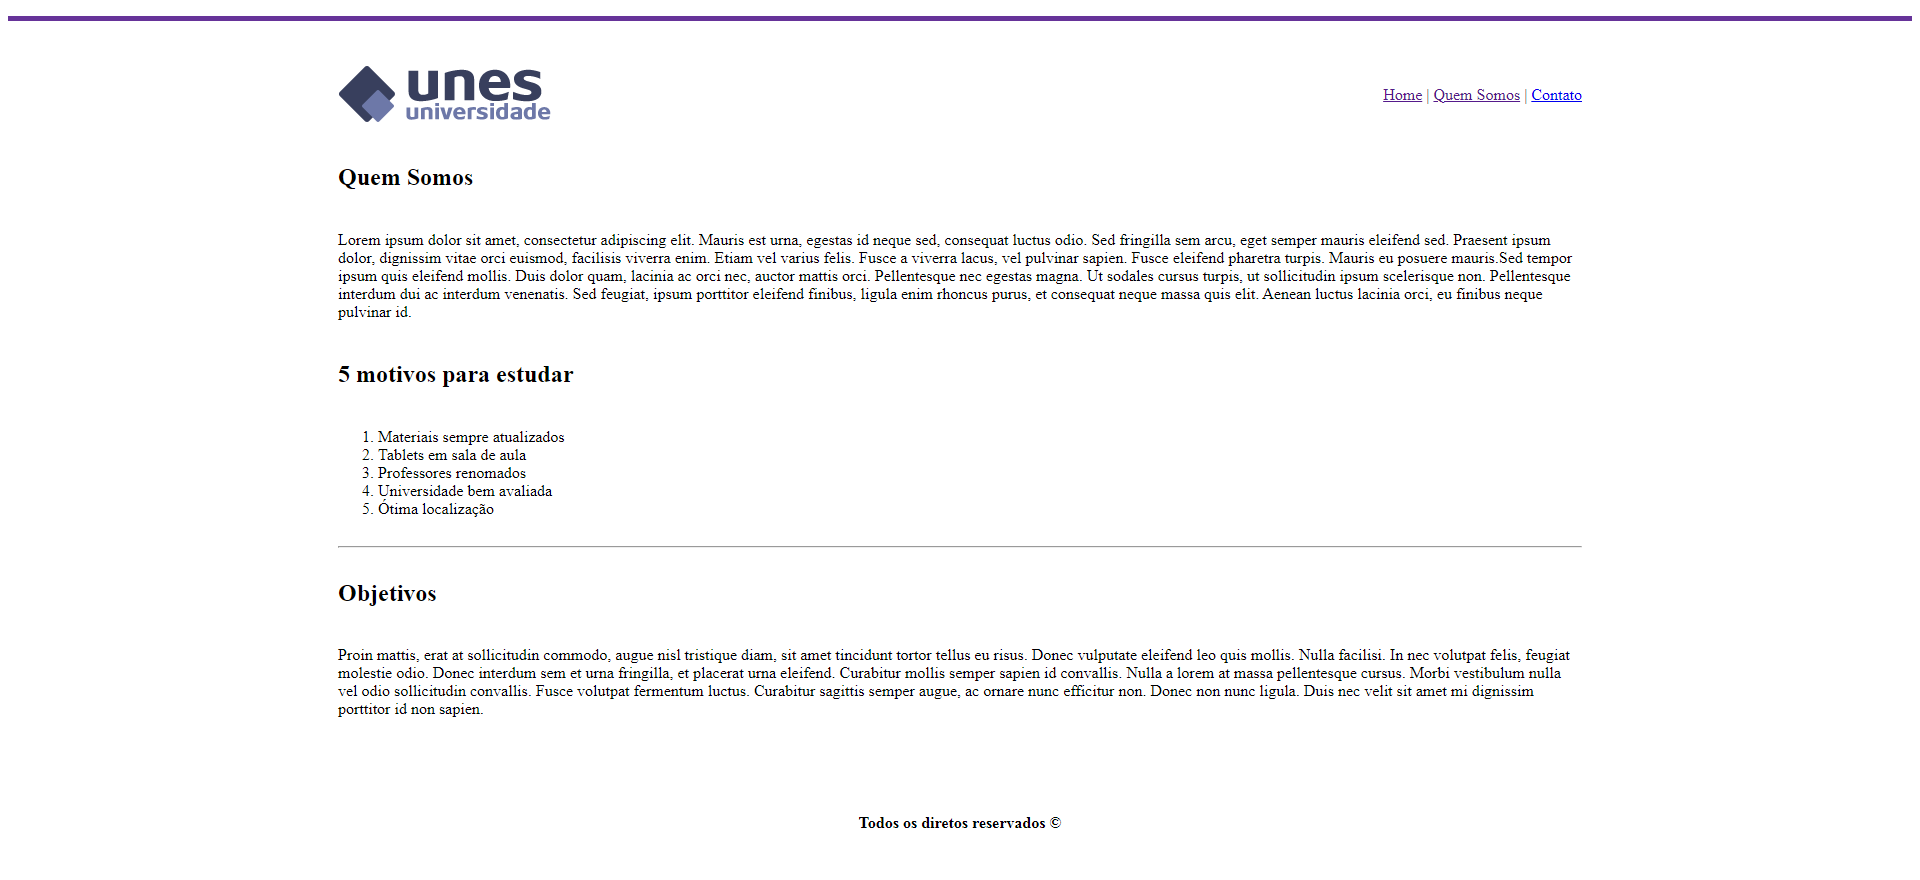 unes
universidade
Home | Quem Somos | Contato
Quem Somos
Lorem ipsum dolor sit amet, consectetur adipiscing elit. Mauris est urna, egestas id neque sed, consequat luctus odio. Sed fringilla sem arcu, eget semper mauris eleifend sed. Praesent ipsum
dolor, dignissim vitae orci euismod, facilisis viverra enim. Etiam vel varius felis. Fusce a viverra lacus, vel pulvinar sapien. Fusce eleifend pharetra turpis. Mauris eu posuere mauris.Sed tempor
ipsum quis eleifend mollis. Duis dolor quam, lacinia ac orci nec, auctor mattis orci. Pellentesque nec egestas magna. Ut sodales cursus turpis, ut sollicitudin ipsum scelerisque non. Pellentesque
interdum dui ac interdum venenatis. Sed feugiat, ipsum porttitor eleifend finibus, ligula enim rhoncus purus, et consequat neque massa quis elit. Aenean luctus lacinia orci, eu finibus neque
pulvinar id.
5 motivos para estudar
1. Materiais sempre atualizados
2. Tablets em sala de aula
3. Professores renomados
4. Universidade bem avaliada
5. Ótima localização
Objetivos
Proin mattis, erat at sollicitudin commodo, augue nisl tristique diam, sit amet tincidunt tortor tellus eu risus. Donec vulputate eleifend leo quis mollis. Nulla facilisi. In nec volutpat felis, feugiat
molestie odio. Donec interdum sem et urna fringilla, et placerat urna eleifend. Curabitur mollis semper sapien id convallis. Nulla a lorem at massa pellentesque cursus. Morbi vestibulum nulla
vel odio sollicitudin convallis. Fusce volutpat fermentum luctus. Curabitur sagittis semper augue, ac ornare nunc efficitur non. Donec non nunc ligula. Duis nec velit sit amet mi dignissim
porttitor id non sapien.
Todos os diretos reservados ©